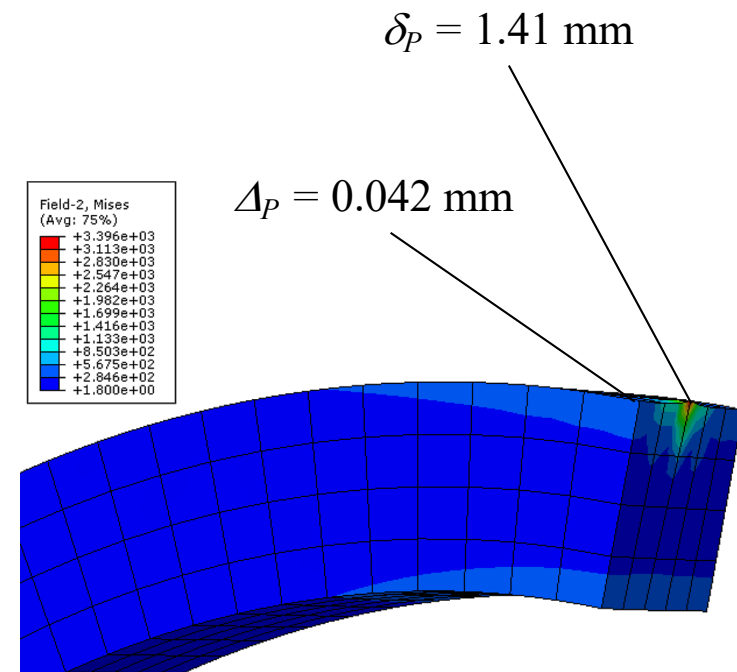 δP = 1.41 mm
ΔP = 0.042 mm
Field-2, Mises
(Avg: 75%)
+3.396e+03
+3.113e+03
+2.830e+03
+2.547e+03
+2.264e+03
+1.982e+03
+1.699e+03
+1.416e+03
+1.133e+03
+8.503e+02
+5.675e+02
+2.846e+02
+1.800e+00